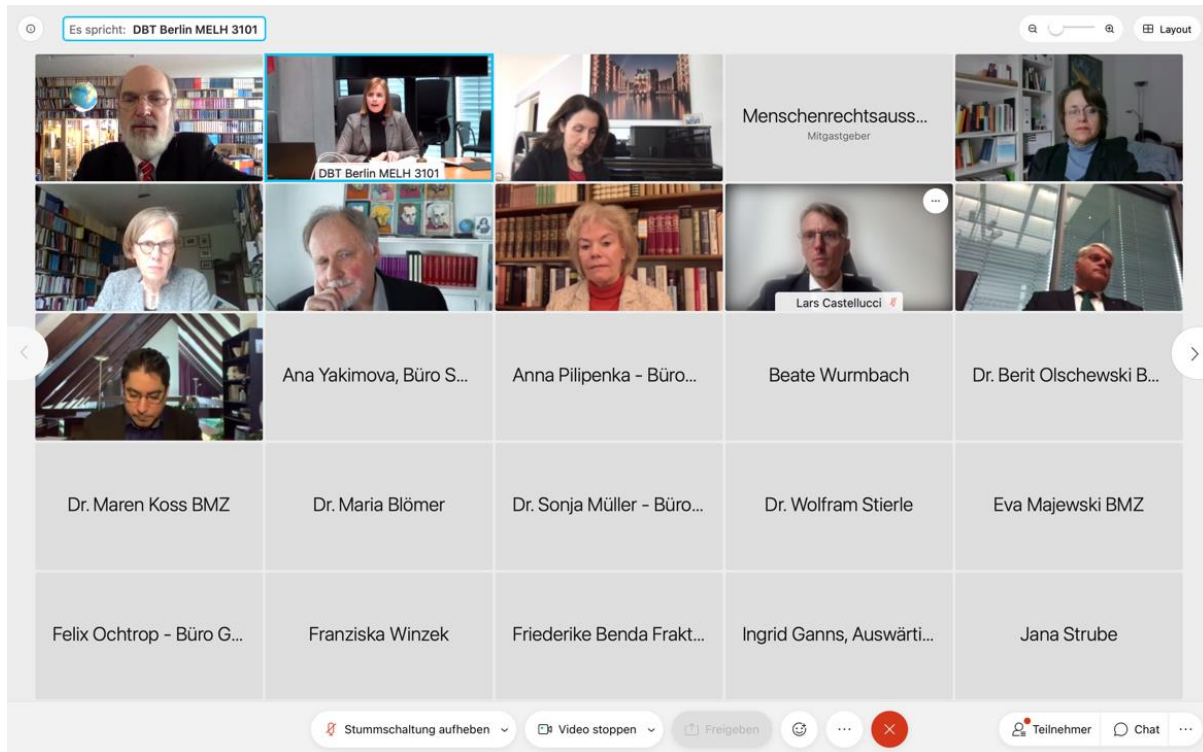 Es spricht: DBT Berlin MELH 3101
Layout
DBT Berlin MELH 3101
Menschenrechtsauss...
Mitgastgeber
Lars Castellucci
Ana Yakimova, Büro S...
Anna Pilipenka - Büro...
Beate Wurmbach
Dr. Berit Olschewski B...
Dr. Maren Koss BMZ
Dr. Maria Blömer
Dr. Sonja Müller - Büro...
Dr. Wolfram Stierle
Eva Majewski BMZ
Felix Ochtrop - Büro G...
Franziska Winzek
Friederike Benda Frakt...
Ingrid Ganns, Auswärti...
Jana Strube
Stummschaltung aufheben
Video stoppen
Freigeben
Teilnehmer
Chat